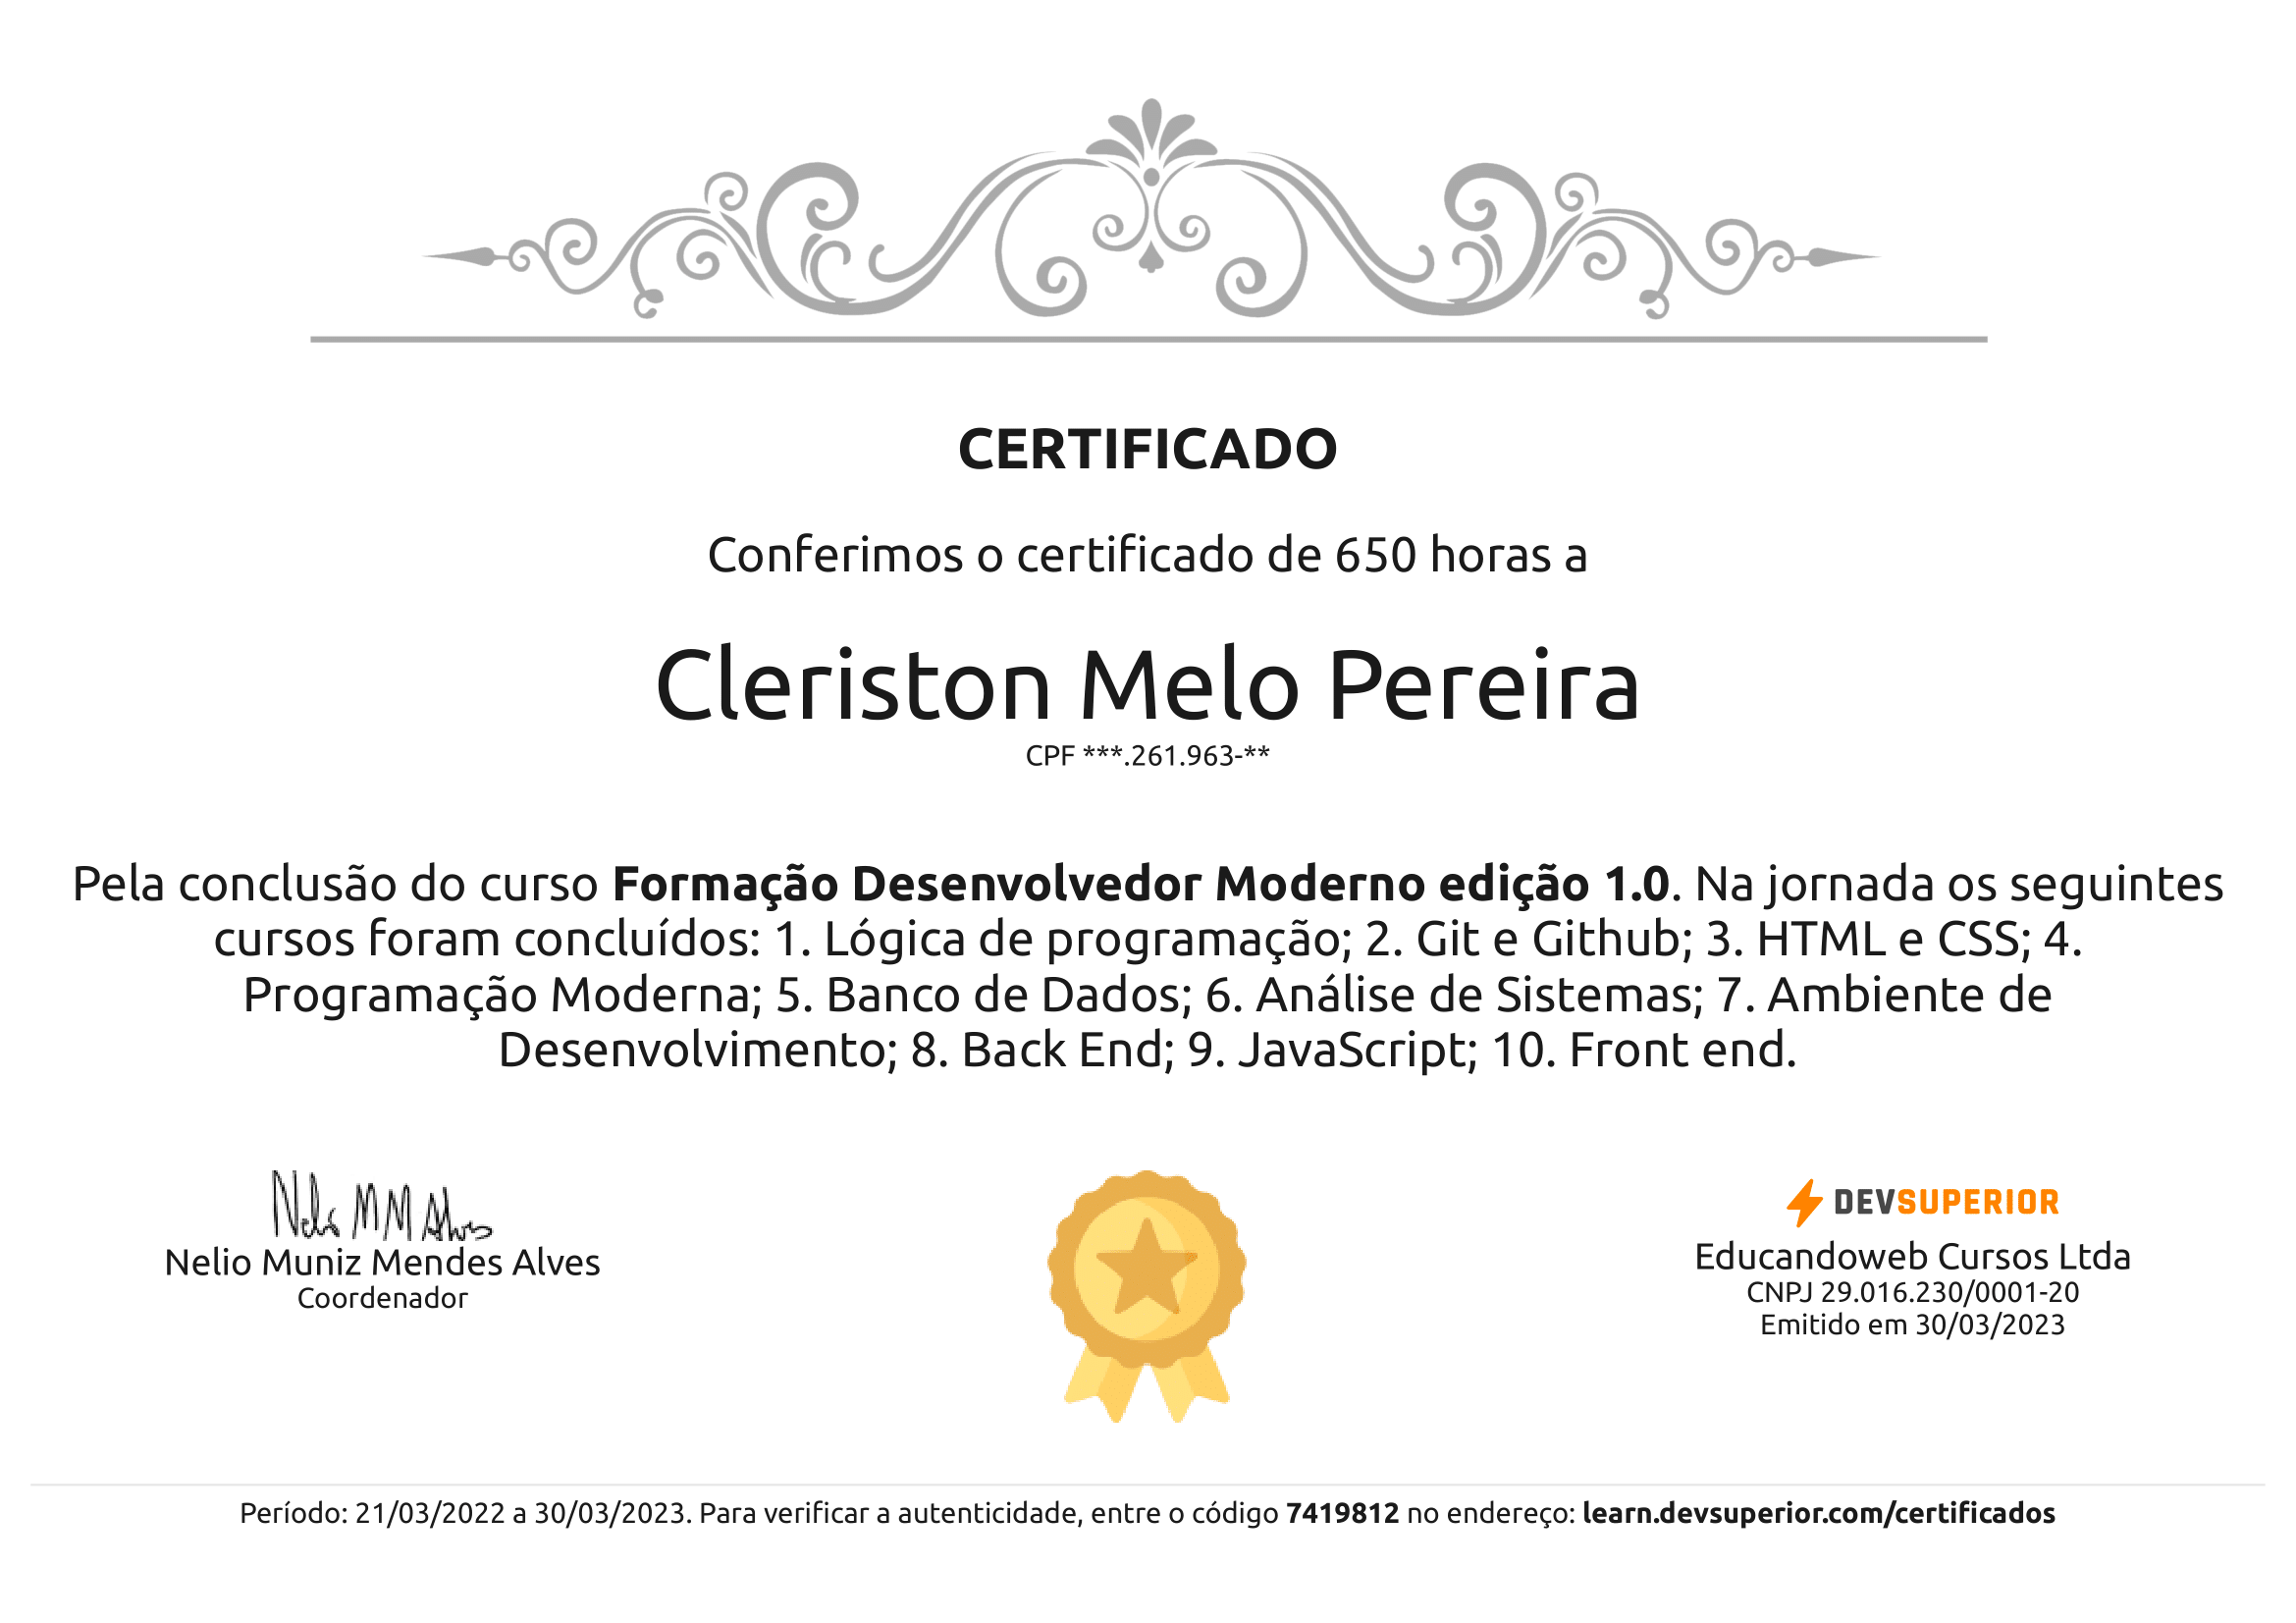 CERTIFICADO
Conferimos o certificado de 650 horas a
Cleriston Melo Pereira
CPF ***.261.963-**
Pela conclusão do curso Formação Desenvolvedor Moderno edição 1.0. Na jornada os seguintes
cursos foram concluídos: 1. Lógica de programação; 2. Git e Github; 3. HTML e CSS; 4.
Programação Moderna; 5. Banco de Dados; 6. Análise de Sistemas; 7. Ambiente de
Desenvolvimento; 8. Back End; 9. JavaScript; 10. Front end.
Nelio M M Alves
Nelio Muniz Mendes Alves
Coordenador
DEVSUPERIOR
Educandoweb Cursos Ltda
CNPJ 29.016.230/0001-20
Emitido em 30/03/2023
Período: 21/03/2022 a 30/03/2023. Para verificar a autenticidade, entre o código 7419812 no endereço: learn.devsuperior.com/certificados